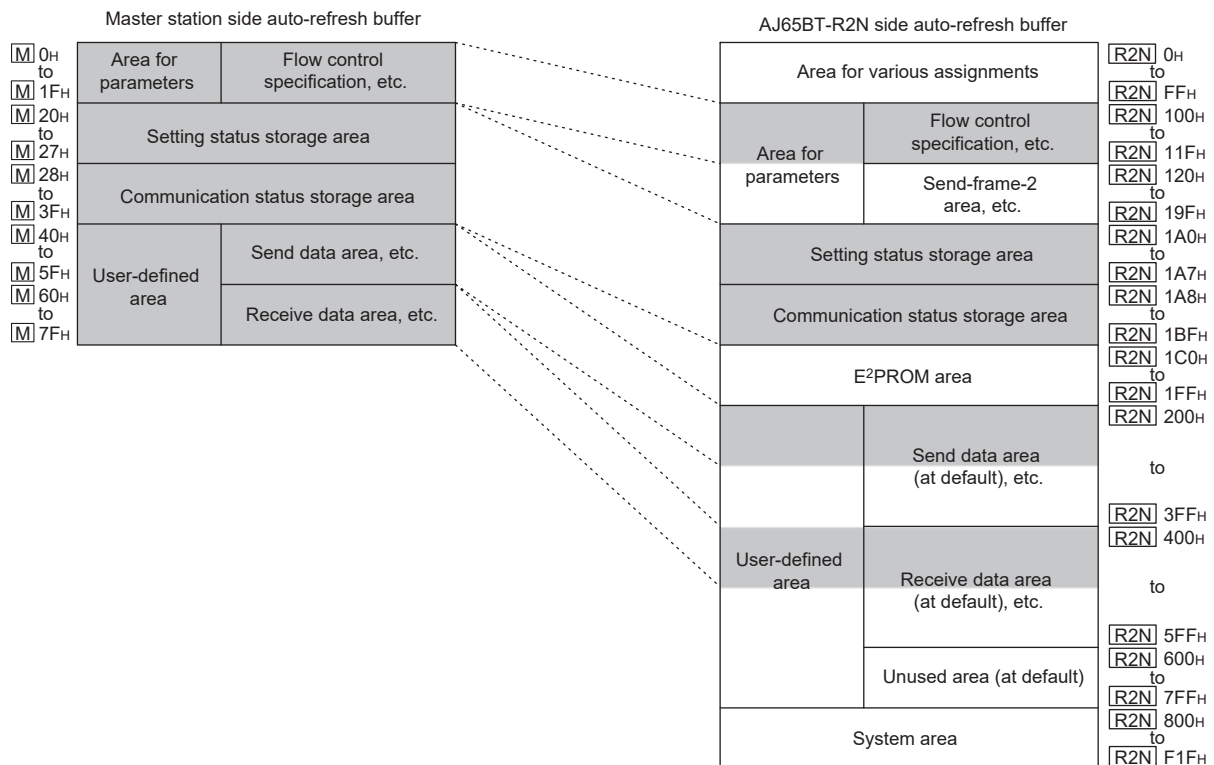 Master station side auto-refresh buffer
M 0H
to
M 1FH
M 20H
to
M 27H
M 28H
to
M 3FH
M 40H
to
M 5FH
M 60H
to
M 7FH
Area for
parameters
Flow control
specification, etc.
Setting status storage area
Communication status storage area
User-defined
area
Send data area, etc.
Receive data area, etc.
AJ65BT-R2N side auto-refresh buffer
Area for various assignments
Area for
parameters
Flow control
specification, etc.
Send-frame-2
area, etc.
Setting status storage area
Communication status storage area
E²PROM area
User-defined
area
Send data area
(at default), etc.
Receive data area
(at default), etc.
Unused area (at default)
System area
R2N 0H
to
R2N FFH
R2N 100H
to
R2N 11FH
R2N 120H
to
R2N 19FH
R2N 1A0H
to
R2N 1A7H
R2N 1A8H
to
R2N 1BFH
R2N 1C0H
to
R2N 1FFH
R2N 200H
to
R2N 3FFH
R2N 400H
to
R2N 5FFH
R2N 600H
to
R2N 7FFH
R2N 800H
to
R2N F1FH